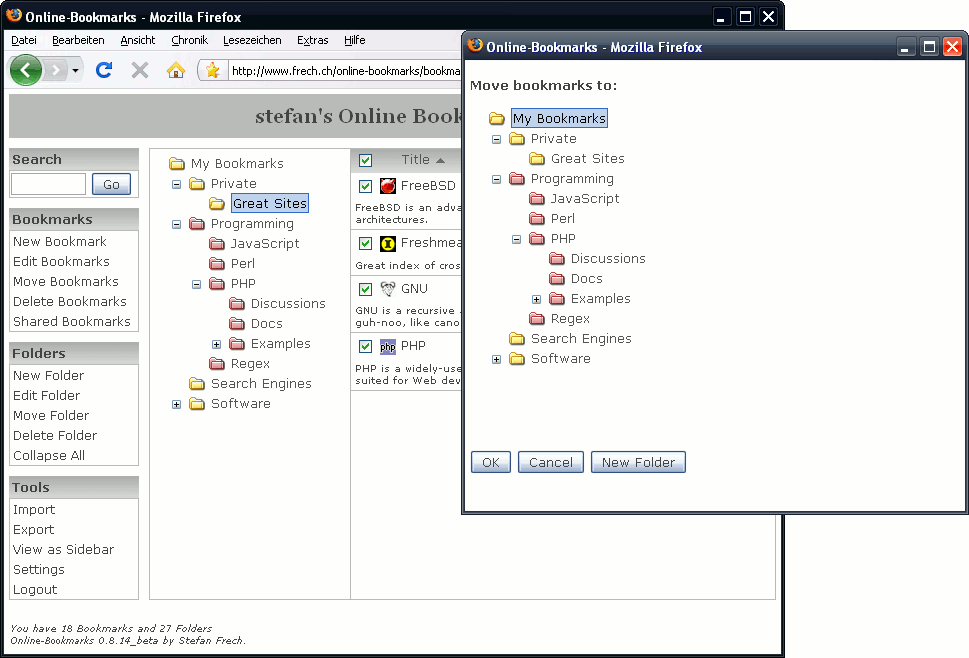 Online-Bookmarks - Mozilla Firefox
Datei Bearbeiten Ansicht Chronik Lesezeichen Extras Hilfe
http://www.frech.ch/online-bookmarks/bookma
stefan's Online Book
Search
Go
Bookmarks
New Bookmark
Edit Bookmarks
Move Bookmarks
Delete Bookmarks
Shared Bookmarks
Folders
New Folder
Edit Folder
Move Folder
Delete Folder
Collapse All
Tools
Import
Export
View as Sidebar
Settings
Logout
My Bookmarks
Private
Great Sites
Programming
JavaScript
Perl
PHP
Discussions
Docs
Examples
Regex
Search Engines
Software
Title
FreeBSD
FreeBSD is an adva
architectures.
Freshmea
Great index of cros
GNU
GNU is a recursive
guh-noo, like cano
php PHP
PHP is a widely-use
suited for Web dev
You have 18 Bookmarks and 27 Folders
Online-Bookmarks 0.8.14_beta by Stefan Frech.
Online-Bookmarks - Mozilla Firefox
Move bookmarks to:
My Bookmarks
Private
Great Sites
Programming
JavaScript
Perl
PHP
Discussions
Docs
Examples
Regex
Search Engines
Software
OK Cancel New Folder